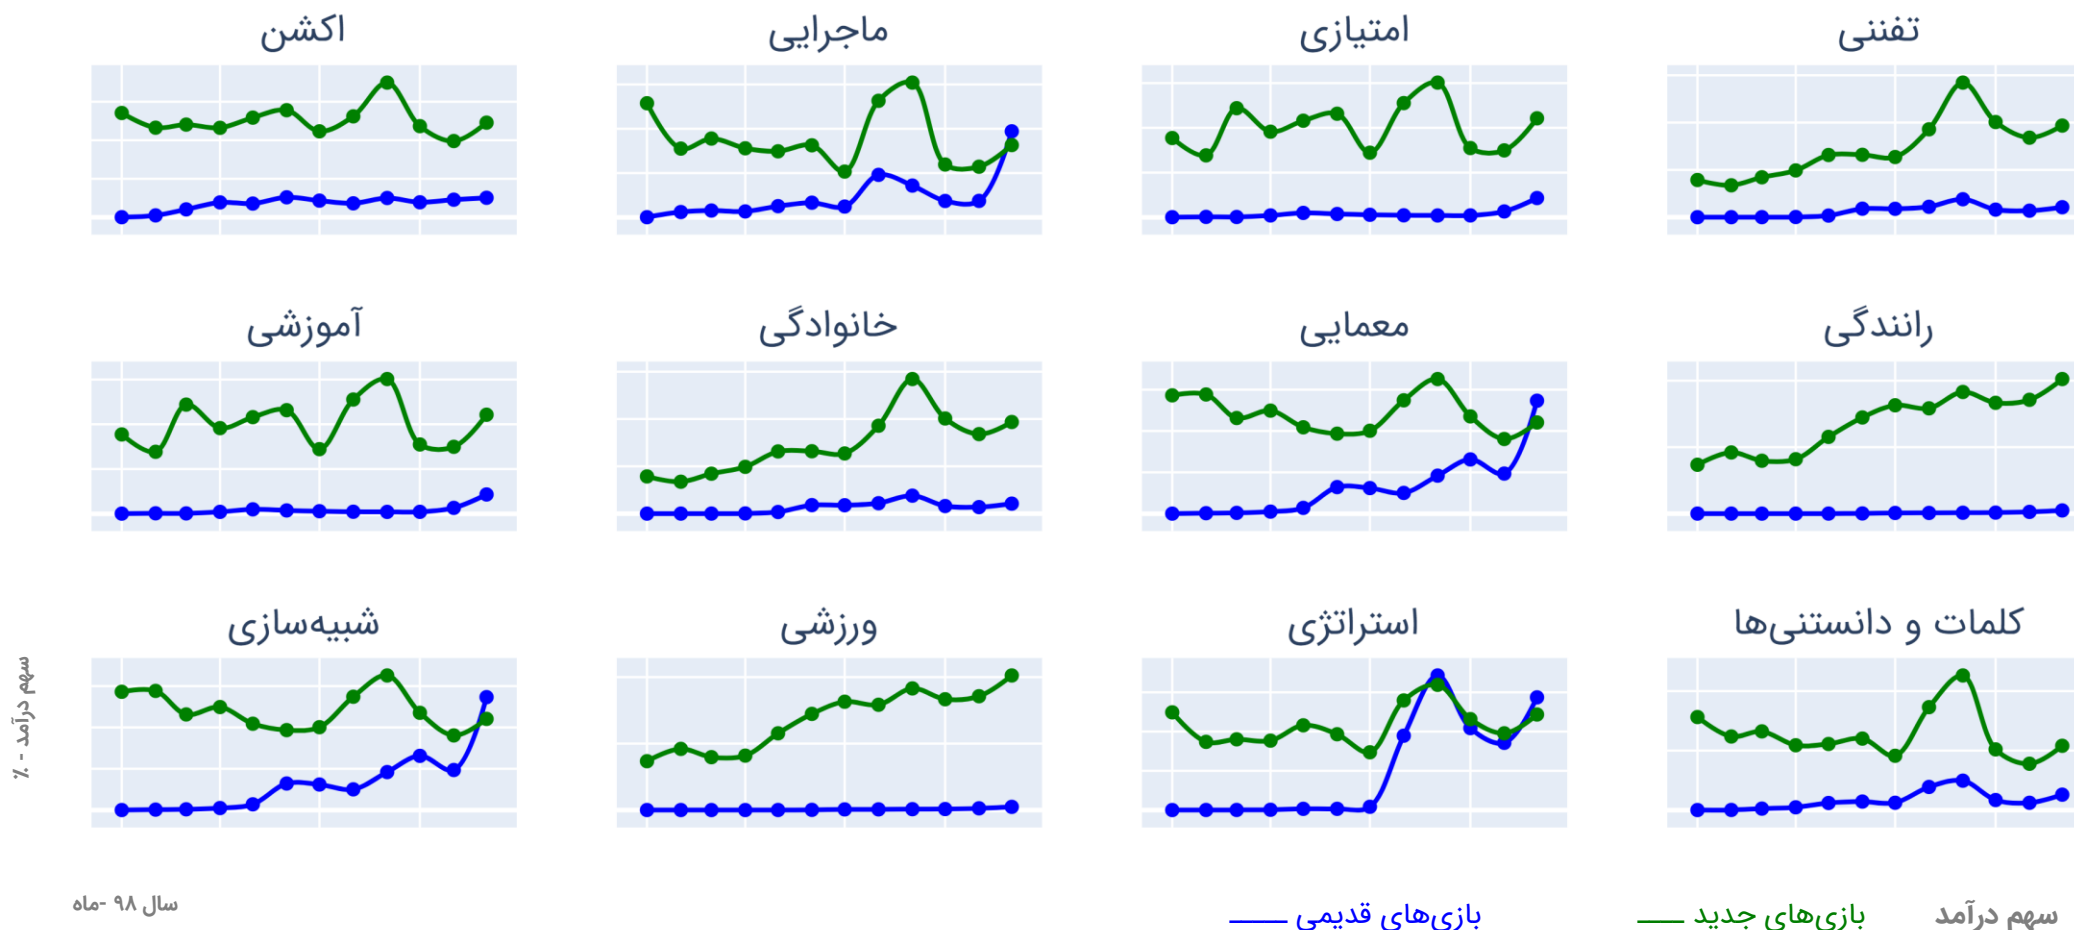 تفننی
امتیازی
ماجرایی
اکشن
رانندگی
معمایی
خانوادگی
آموزشی
کلمات و دانستنی‌ها
استراتژی
ورزشی
شبیه‌سازی
سهم درآمد - ٪
سال ۹۸ -ماه
سهم درآمد
بازی‌های جدید
بازی‌های قدیمی